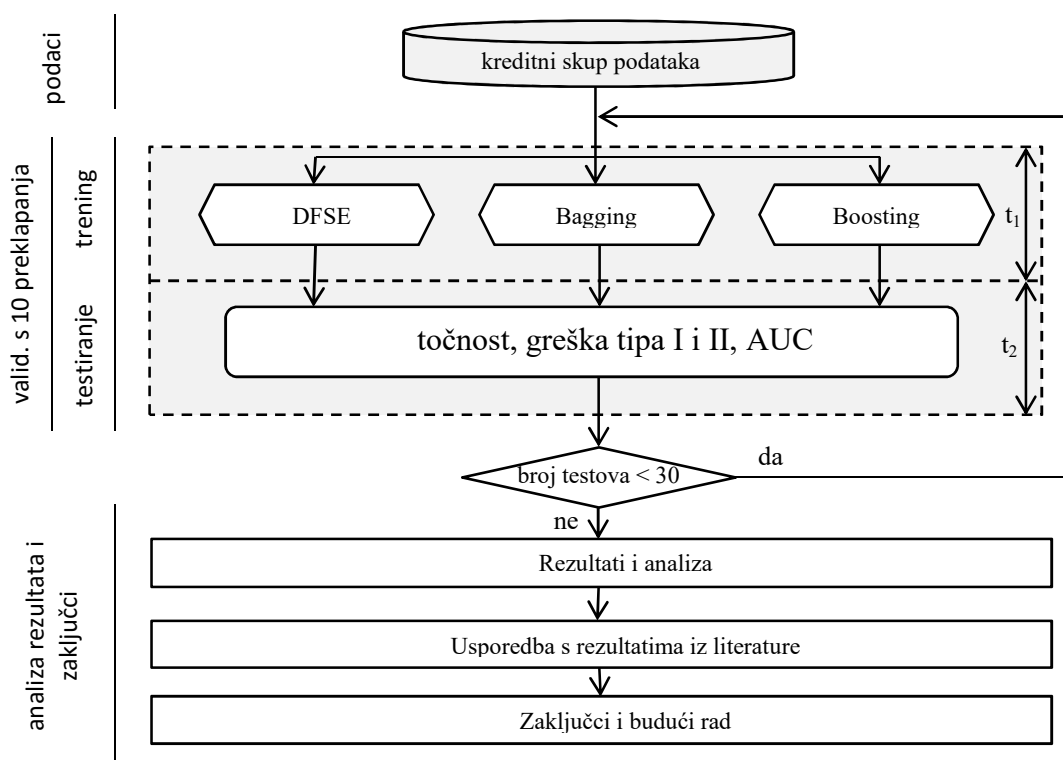 podaci
kreditni skup podataka
valid. s 10 preklapanja
trening
DFSE
Bagging
Boosting
t1
testiranje
točnost, greška tipa I i II, AUC
t2
broj testova < 30
da
ne
analiza rezultata i
zaključci
Rezultati i analiza
Usporedba s rezultatima iz literature
Zaključci i budući rad